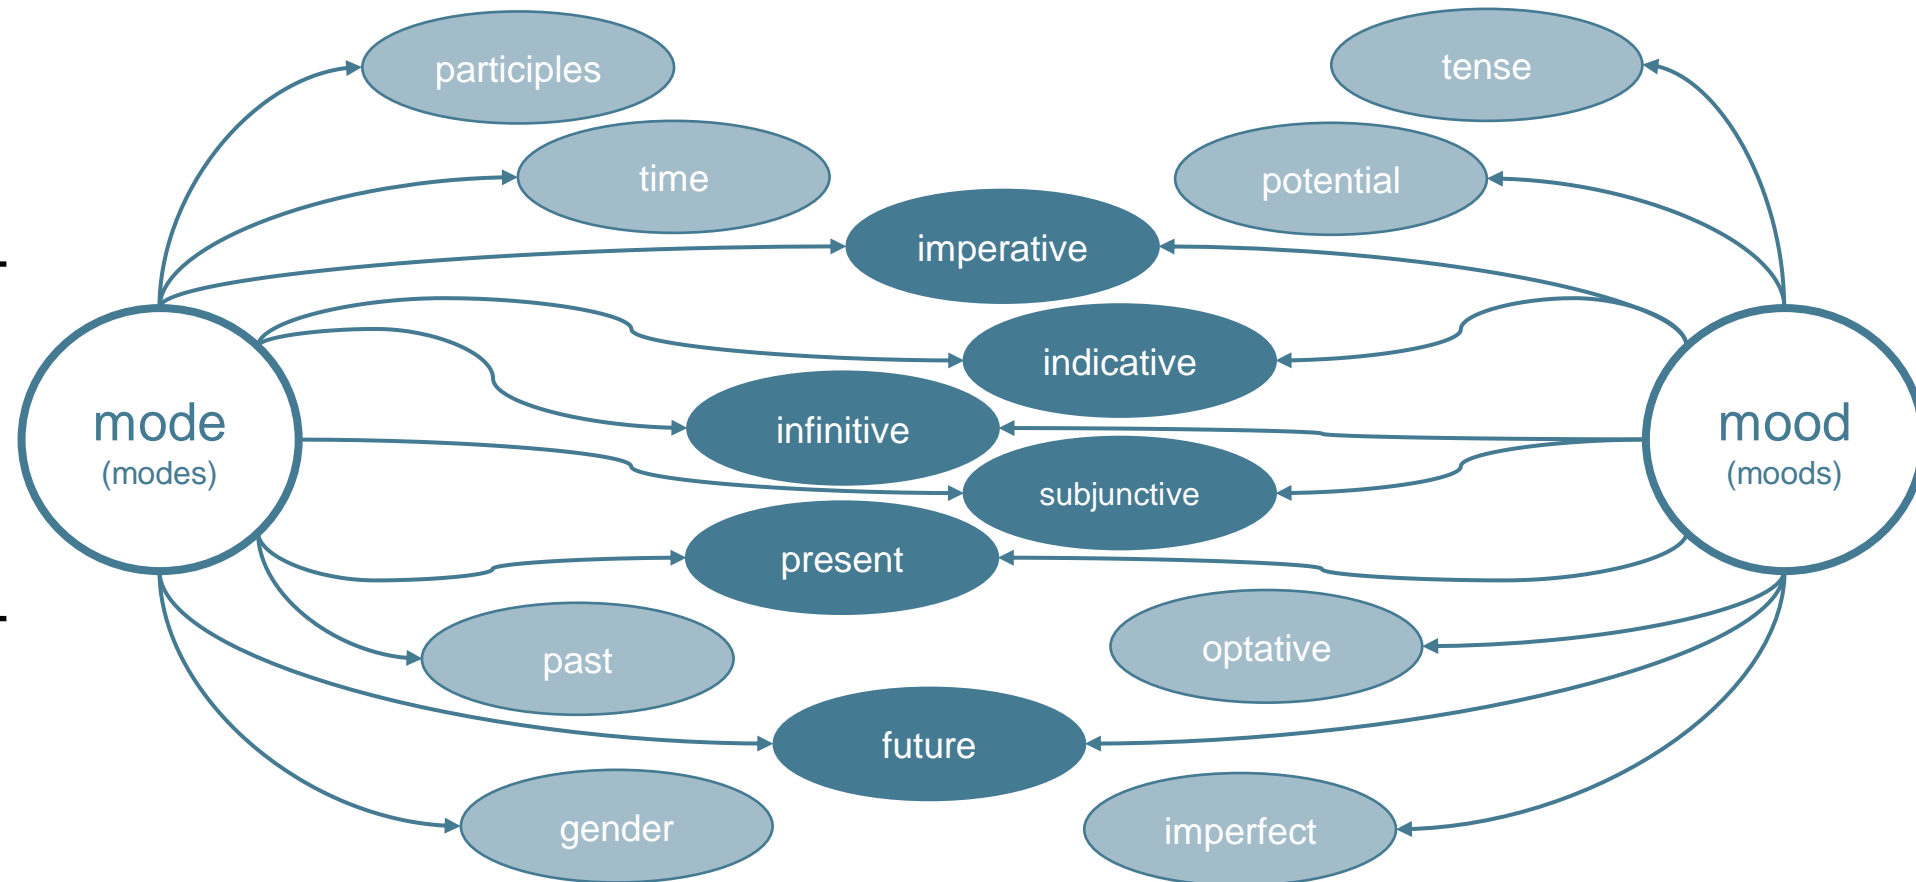 participles
tense
time
potential
imperative
indicative
mode
(modes)
infinitive
mood
(moods)
subjunctive
present
past
optative
future
gender
imperfect